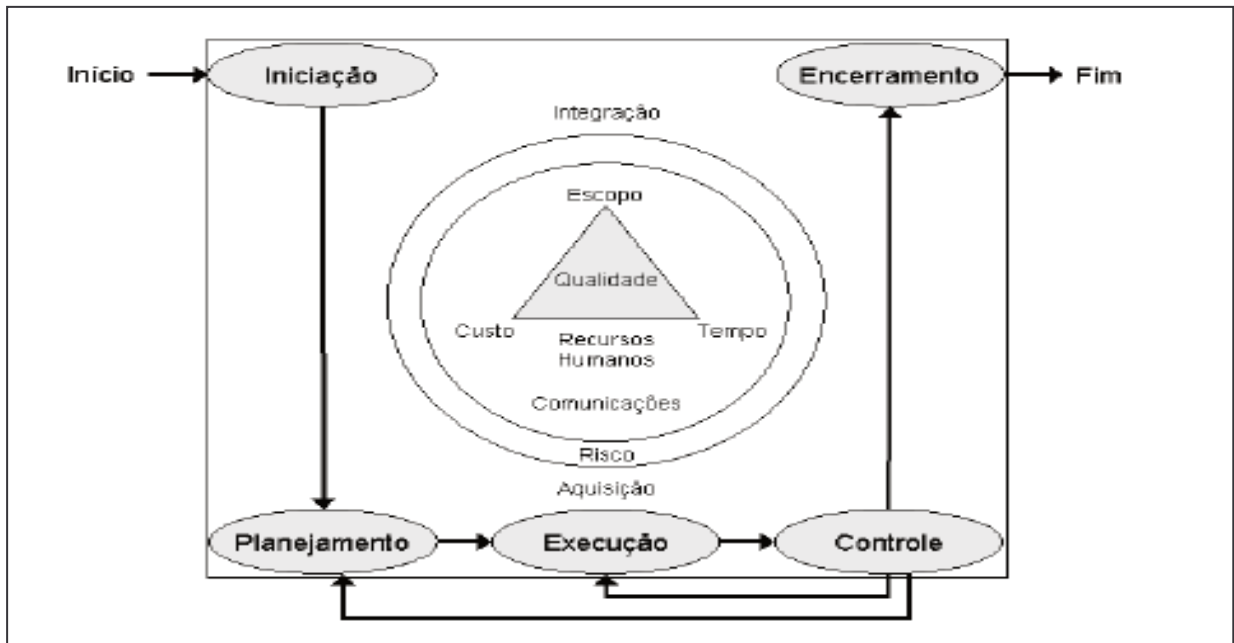 Início
Iniciação
Encerramento
Fim
Integração
Escopo
Qualidade
Custo
Tempo
Recursos
Humanos
Comunicações
Risco
Aquisição
Planejamento
Execução
Controle